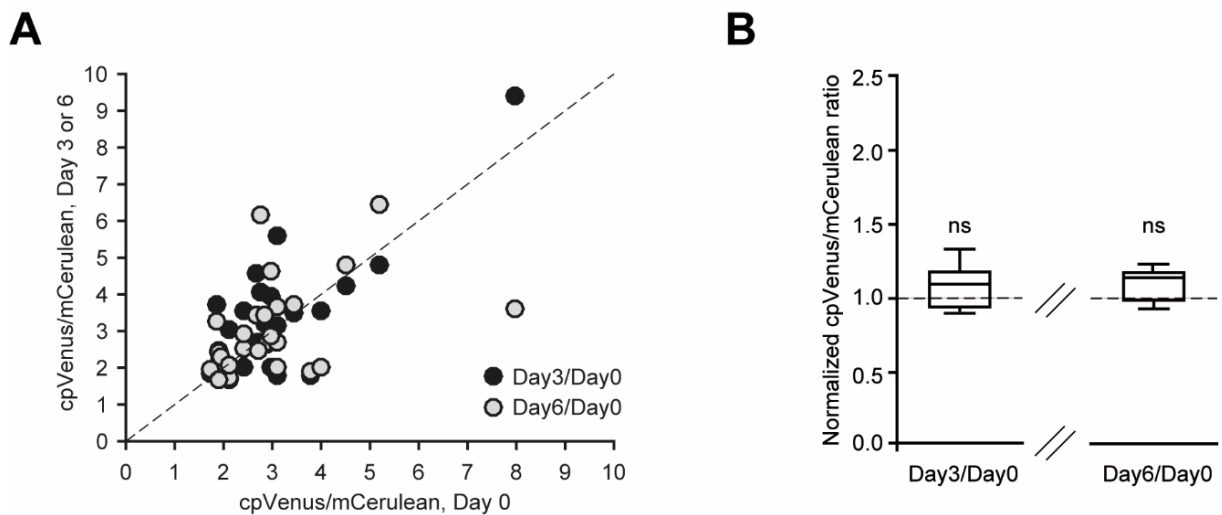 A
B
cpVenus/mCerulean, Day 3 or 6
10
9
8
7
6
5
4
3
2
1
0
0 1 2 3 4 5 6 7 8 9 10
cpVenus/mCerulean, Day 0
Day3/Day0
Day6/Day0
Normalized cpVenus/mCerulean ratio
2.5
2.0
1.5
1.0
0.5
0.0
ns
ns
Day3/Day0
Day6/Day0